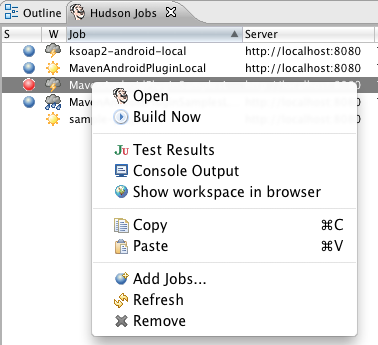 Outline Hudson Jobs
S W Job Server
ksoap2-android-local http://localhost:8080
MavenAndroidPluginLocal http://localhost:8080
Open
Build Now
JU Test Results
Console Output
Show workspace in browser
Copy ⌘C
Paste ⌘V
Add Jobs...
Refresh
Remove